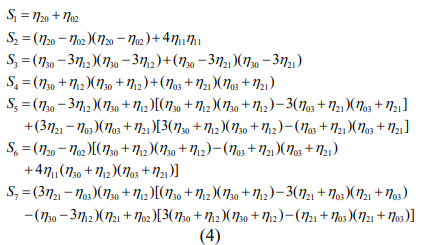 S₁ = η₂₀ + η₀₂
S₂ = (η₂₀ − η₀₂)(η₂₀ − η₀₂) + 4η₁₁η₁₁
S₃ = (η₃₀ − 3η₁₂)(η₃₀ − 3η₁₂) + (η₃₀ − 3η₂₁)(η₃₀ − 3η₂₁)
S₄ = (η₃₀ + η₁₂)(η₃₀ + η₁₂) + (η₀₃ + η₂₁)(η₀₃ + η₂₁)
S₅ = (η₃₀ − 3η₁₂)(η₃₀ + η₁₂)[(η₃₀ + η₁₂)(η₃₀ + η₁₂) − 3(η₀₃ + η₂₁)(η₀₃ + η₂₁]
+ (3η₂₁ − η₀₃)(η₀₃ + η₂₁)[3(η₃₀ + η₁₂)(η₃₀ + η₁₂) − (η₀₃ + η₂₁)(η₀₃ + η₂₁]
S₆ = (η₂₀ − η₀₂)[(η₃₀ + η₁₂)(η₃₀ + η₁₂) − (η₀₃ + η₂₁)(η₀₃ + η₂₁)
+ 4η₁₁(η₃₀ + η₁₂)(η₀₃ + η₂₁)]
S₇ = (3η₂₁ − η₀₃)(η₃₀ + η₁₂)[(η₃₀ + η₁₂)(η₃₀ + η₁₂) − 3(η₂₁ + η₀₃)(η₂₁ + η₀₃)
− (η₃₀ − 3η₁₂)(η₂₁ + η₀₂)[3(η₃₀ + η₁₂)(η₃₀ + η₁₂) − (η₂₁ + η₀₃)(η₂₁ + η₀₃)]
(4)